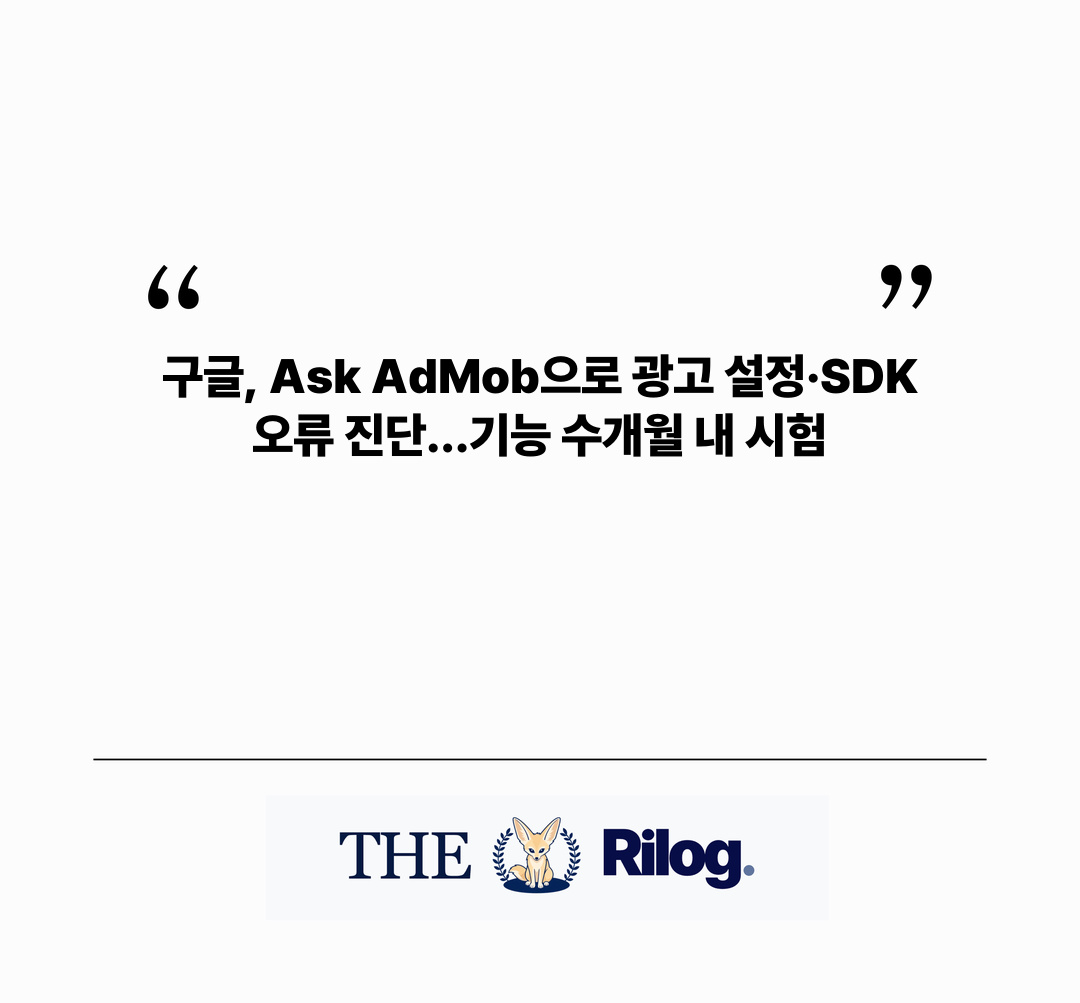 “ ”
구글, Ask AdMob으로 광고 설정·SDK
오류 진단...기능 수개월 내 시험
THE Rilog.